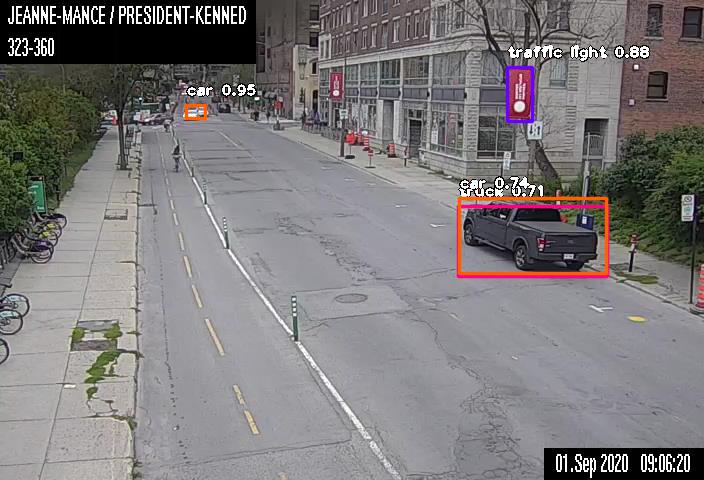 JEANNE-MANCE / PRESIDENT-KENNED
323-360
traffic light 0.88
car 0.95
car 0.74
truck 0.71
01.Sep 2020 09:06:20